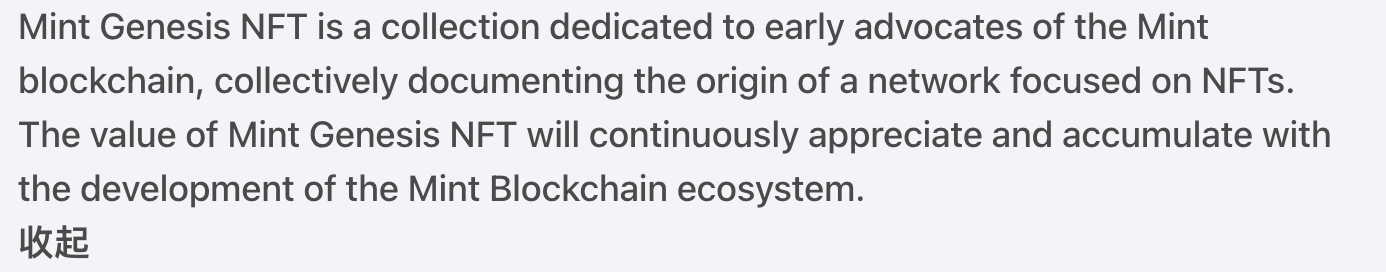 Mint Genesis NFT is a collection dedicated to early advocates of the Mint
blockchain, collectively documenting the origin of a network focused on NFTs.
The value of Mint Genesis NFT will continuously appreciate and accumulate with
the development of the Mint Blockchain ecosystem.
收起